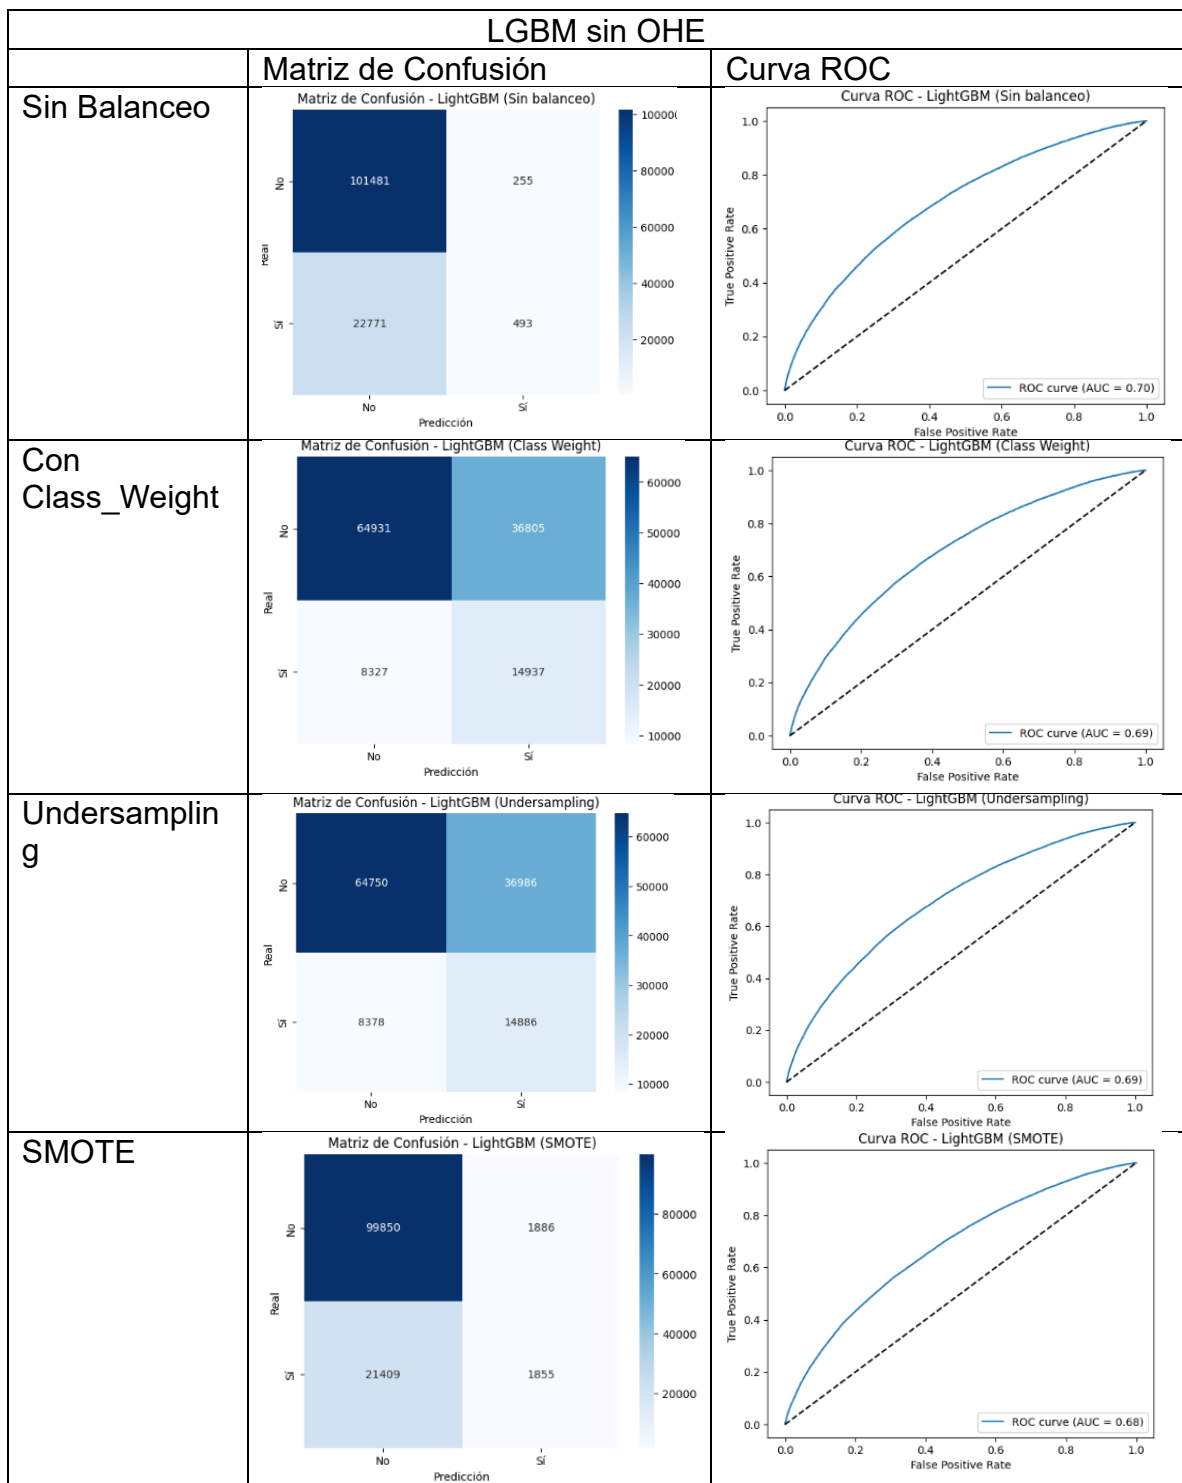 LGBM sin OHE
Matriz de Confusión
Curva ROC
Sin Balanceo
Matriz de Confusión - LightGBM (Sin balanceo)
No
Sí
Real
101481
255
22771
493
No
Sí
Predicción
80000
60000
40000
20000
Curva ROC - LightGBM (Sin balanceo)
True Positive Rate
1.0
0.8
0.6
0.4
0.2
0.0
ROC curve (AUC = 0.70)
0.0 0.2 0.4 0.6 0.8 1.0
False Positive Rate
Con
Class_Weight
Matriz de Confusión - LightGBM (Class Weight)
No
Sí
Real
64931
36805
8327
14937
No
Sí
Predicción
60000
50000
40000
30000
20000
10000
Curva ROC - LightGBM (Class Weight)
True Positive Rate
1.0
0.8
0.6
0.4
0.2
0.0
ROC curve (AUC = 0.69)
0.0 0.2 0.4 0.6 0.8 1.0
False Positive Rate
Undersamplin
g
Matriz de Confusión - LightGBM (Undersampling)
No
Sí
Real
64750
36986
8378
14886
No
Sí
Predicción
60000
50000
40000
30000
20000
10000
Curva ROC - LightGBM (Undersampling)
True Positive Rate
1.0
0.8
0.6
0.4
0.2
0.0
ROC curve (AUC = 0.69)
0.0 0.2 0.4 0.6 0.8 1.0
False Positive Rate
SMOTE
Matriz de Confusión - LightGBM (SMOTE)
No
Sí
Real
99850
1886
21409
1855
No
Sí
Predicción
80000
60000
40000
20000
Curva ROC - LightGBM (SMOTE)
True Positive Rate
1.0
0.8
0.6
0.4
0.2
0.0
ROC curve (AUC = 0.68)
0.0 0.2 0.4 0.6 0.8 1.0
False Positive Rate